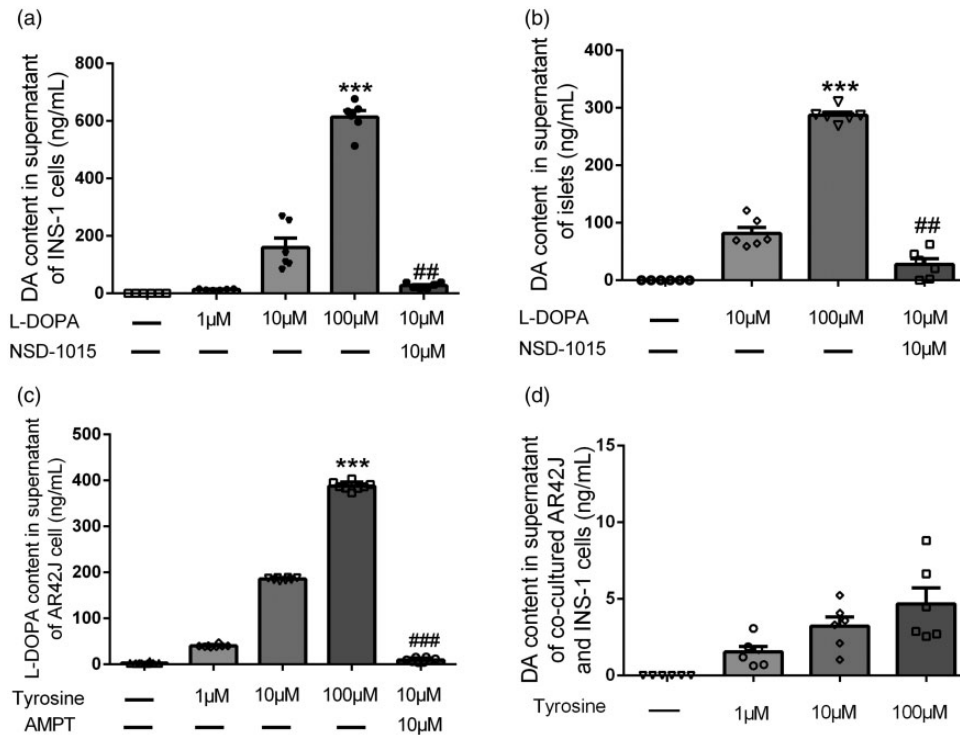 (a)
DA content in supernatant
of INS-1 cells (ng/mL)
800
600
400
200
0
***
##
L-DOPA — 1μM 10μM 100μM 10μM
NSD-1015 — — — — 10μM
(b)
DA content in supernatant
of islets (ng/mL)
400
300
200
100
0
***
##
L-DOPA — 10μM 100μM 10μM
NSD-1015 — — — 10μM
(c)
L-DOPA content in supernatant
of AR42J cell (ng/mL)
500
400
300
200
100
0
***
###
Tyrosine — 1μM 10μM 100μM 10μM
AMPT — — — — 10μM
(d)
DA content in supernatant
of co-cultured AR42J
and INS-1 cells (ng/mL)
15
10
5
0
Tyrosine — 1μM 10μM 100μM